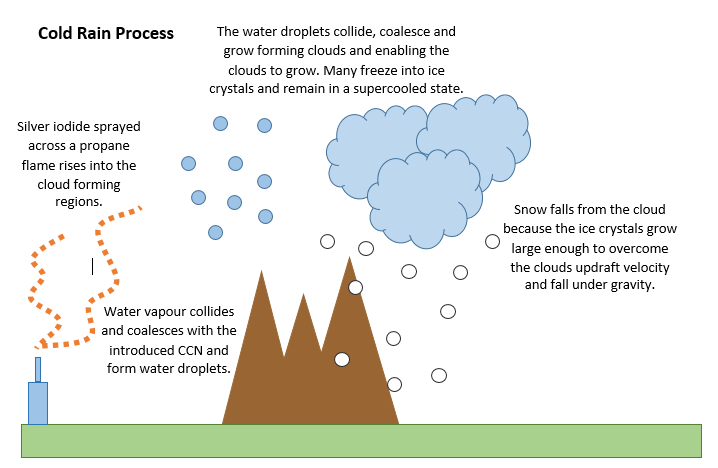 Cold Rain Process
The water droplets collide, coalesce and
grow forming clouds and enabling the
clouds to grow. Many freeze into ice
crystals and remain in a supercooled state.
Silver iodide sprayed
across a propane
flame rises into the
cloud forming
regions.
Water vapour collides
and coalesces with the
introduced CCN and
form water droplets.
Snow falls from the cloud
because the ice crystals grow
large enough to overcome
the clouds updraft velocity
and fall under gravity.